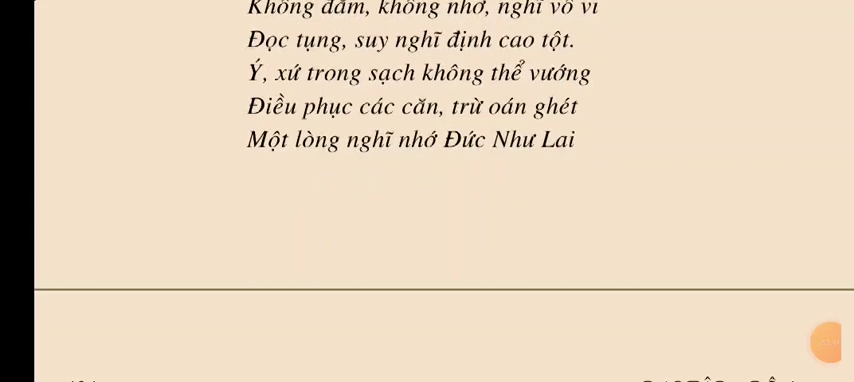 Không đắm, không nhơ, nghĩ vô vi
Đọc tụng, suy nghĩ định cao tột.
Ý, xứ trong sạch không thể vướng
Điều phục các căn, trừ oán ghét
Một lòng nghĩ nhớ Đức Như Lai